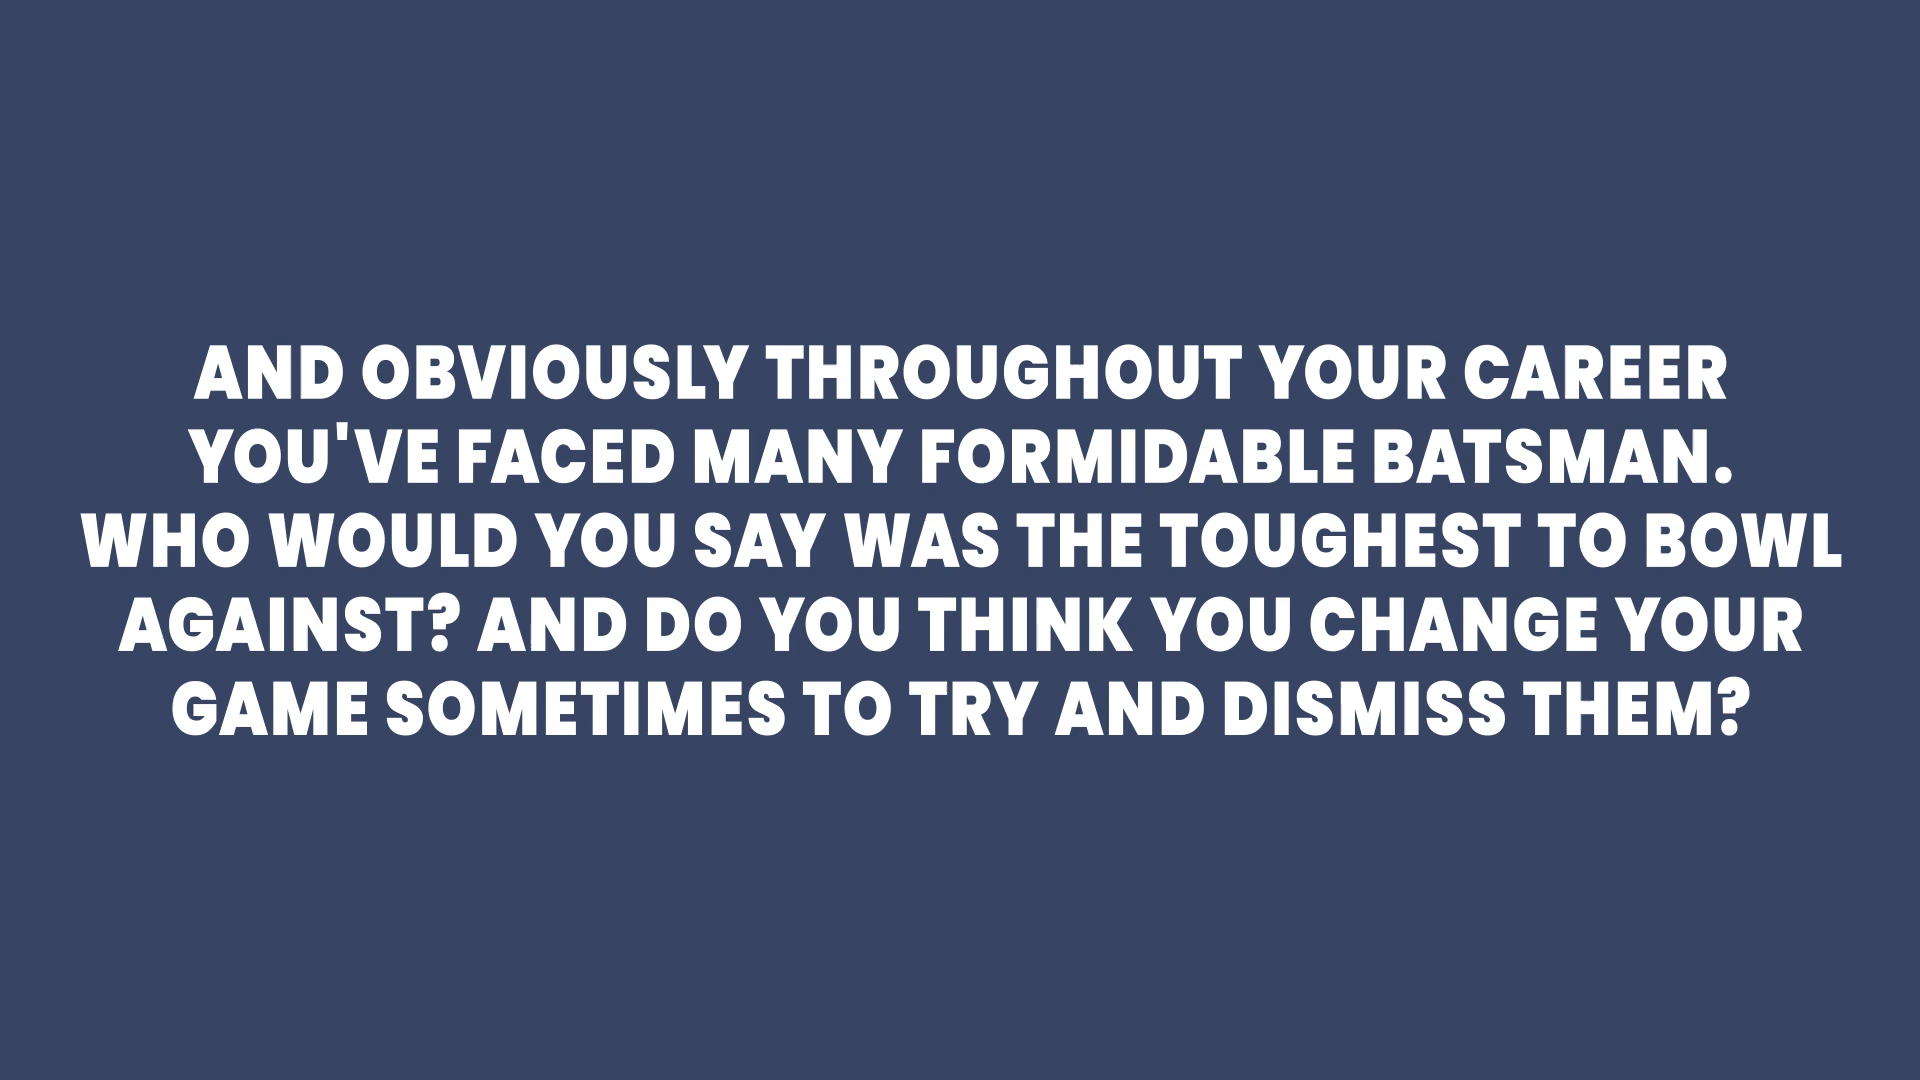 AND OBVIOUSLY THROUGHOUT YOUR CAREER
YOU'VE FACED MANY FORMIDABLE BATSMAN.
WHO WOULD YOU SAY WAS THE TOUGHEST TO BOWL
AGAINST? AND DO YOU THINK YOU CHANGE YOUR
GAME SOMETIMES TO TRY AND DISMISS THEM?